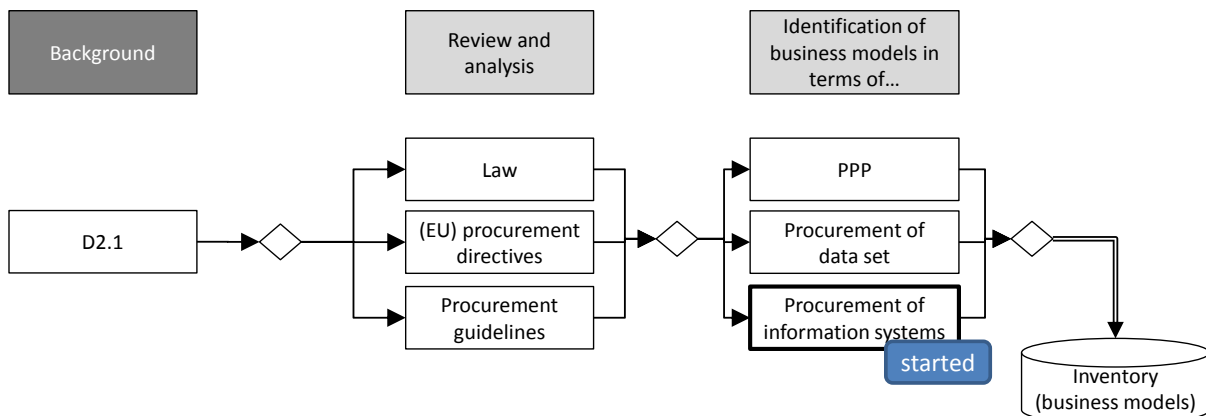 Background
Review and
analysis
Identification of
business models in
terms of...
Law
PPP
D2.1
(EU) procurement
directives
Procurement of
data set
Procurement
guidelines
Procurement of
information systems
started
Inventory
(business models)